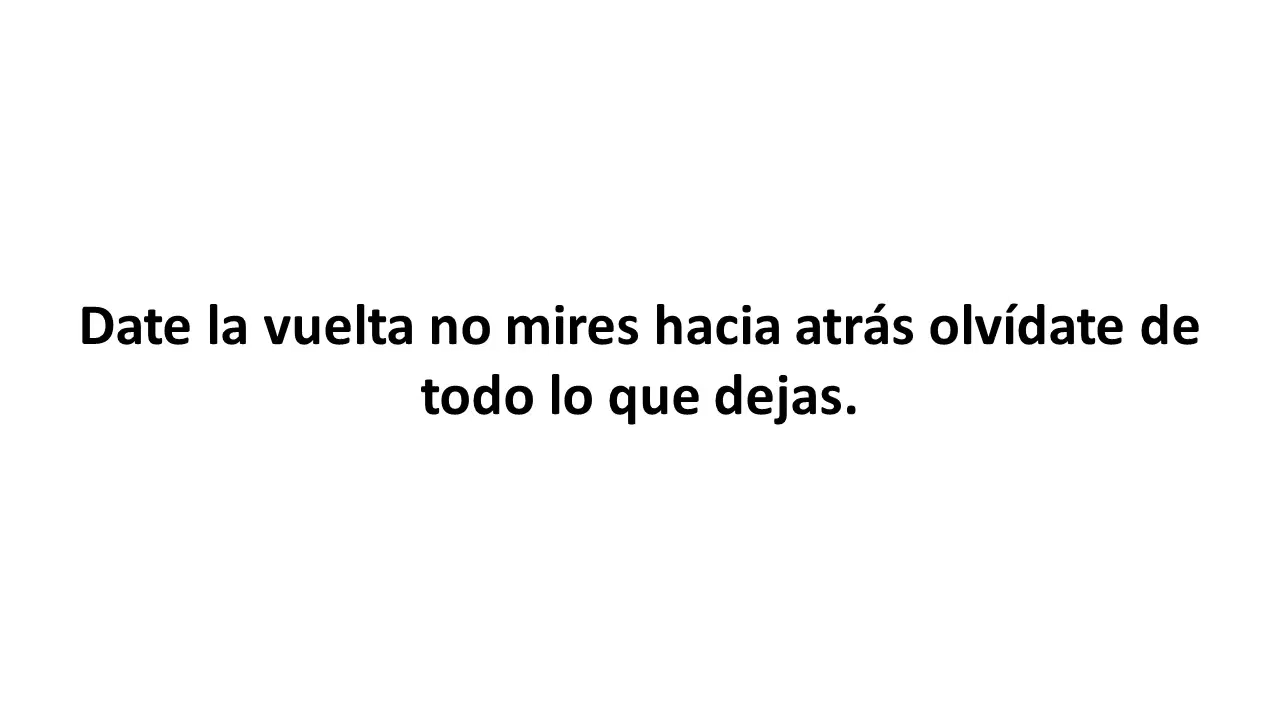 Date la vuelta no mires hacia atrás olvídate de
todo lo que dejas.